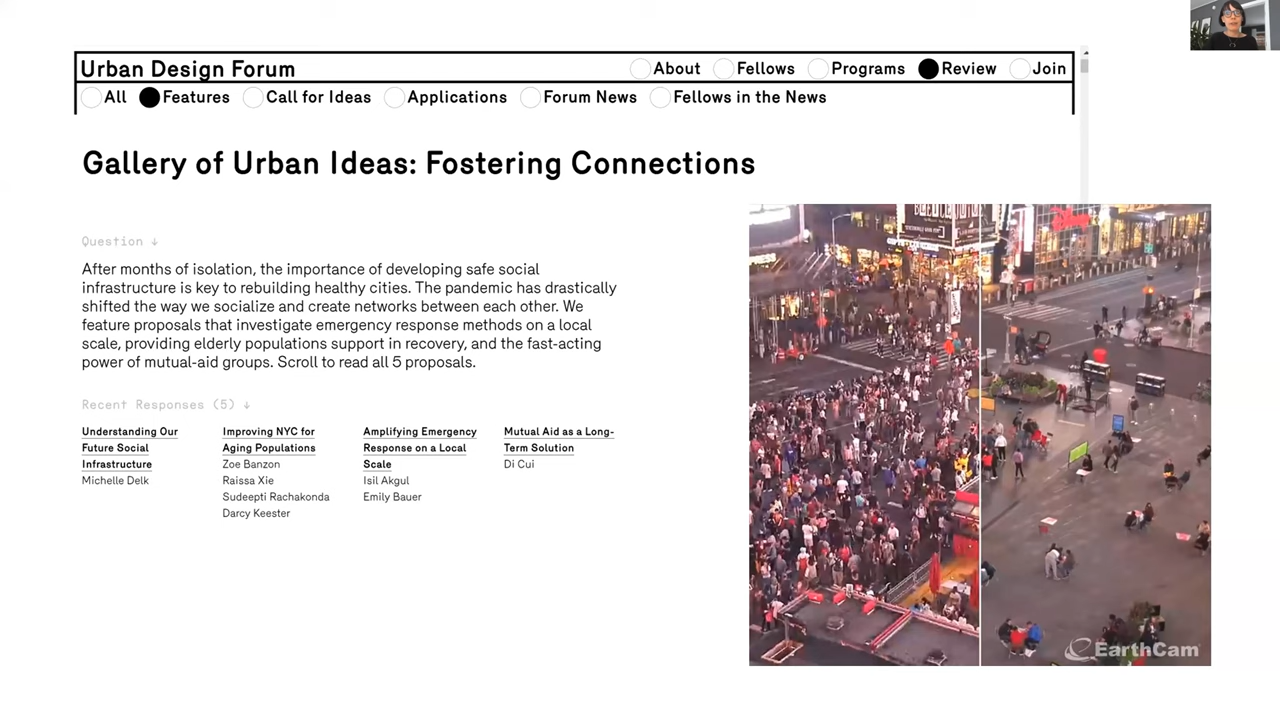 Urban Design Forum
About Fellows Programs Review Join
All Features Call for Ideas Applications Forum News Fellows in the News
Gallery of Urban Ideas: Fostering Connections
Question ↓
After months of isolation, the importance of developing safe social
infrastructure is key to rebuilding healthy cities. The pandemic has drastically
shifted the way we socialize and create networks between each other. We
feature proposals that investigate emergency response methods on a local
scale, providing elderly populations support in recovery, and the fast-acting
power of mutual-aid groups. Scroll to read all 5 proposals.
Recent Responses (5) ↓
Understanding Our
Future Social
Infrastructure
Michelle Delk
Improving NYC for
Aging Populations
Zoe Banzon
Raissa Xie
Sudeepti Rachakonda
Darcy Keester
Amplifying Emergency
Response on a Local
Scale
Isil Akgul
Emily Bauer
Mutual Aid as a Long-
Term Solution
Di Cui
EarthCam